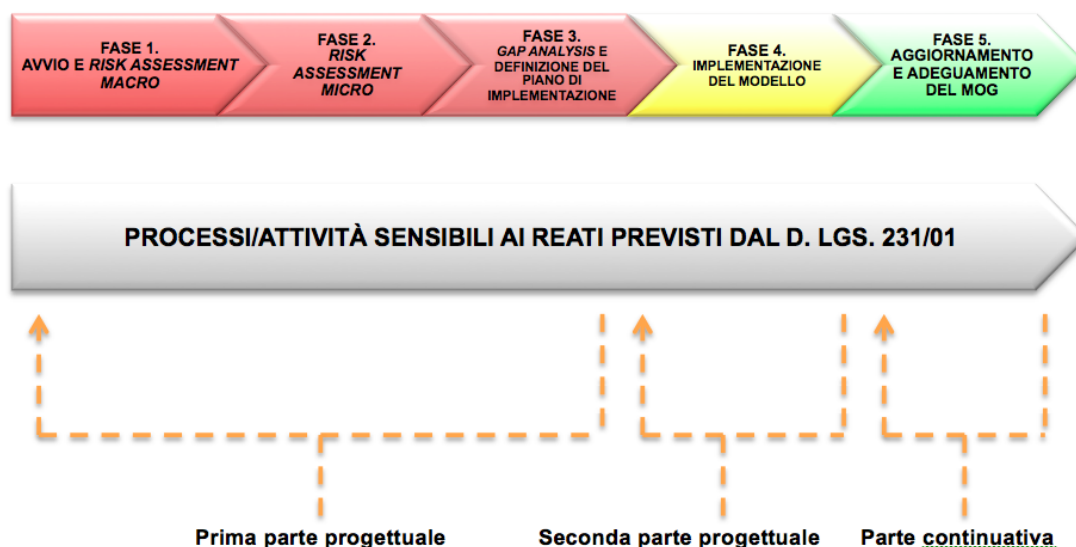 FASE 1.
AVVIO E RISK ASSESSMENT
MACRO
FASE 2.
RISK
ASSESSMENT
MICRO
FASE 3.
GAP ANALYSIS E
DEFINIZIONE DEL
PIANO DI
IMPLEMENTAZIONE
FASE 4.
IMPLEMENTAZIONE
DEL MODELLO
FASE 5.
AGGIORNAMENTO
E ADEGUAMENTO
DEL MOG
PROCESSI/ATTIVITÀ SENSIBILI AI REATI PREVISTI DAL D. LGS. 231/01
Prima parte progettuale
Seconda parte progettuale
Parte continuativa